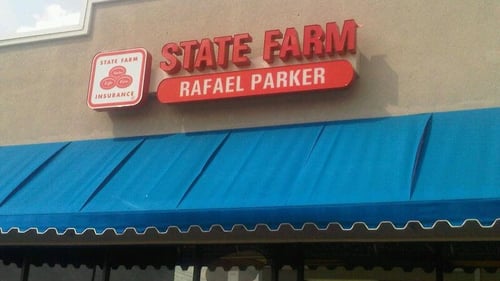 STATE FARM
INSURANCE
STATE FARM
RAFAEL PARKER